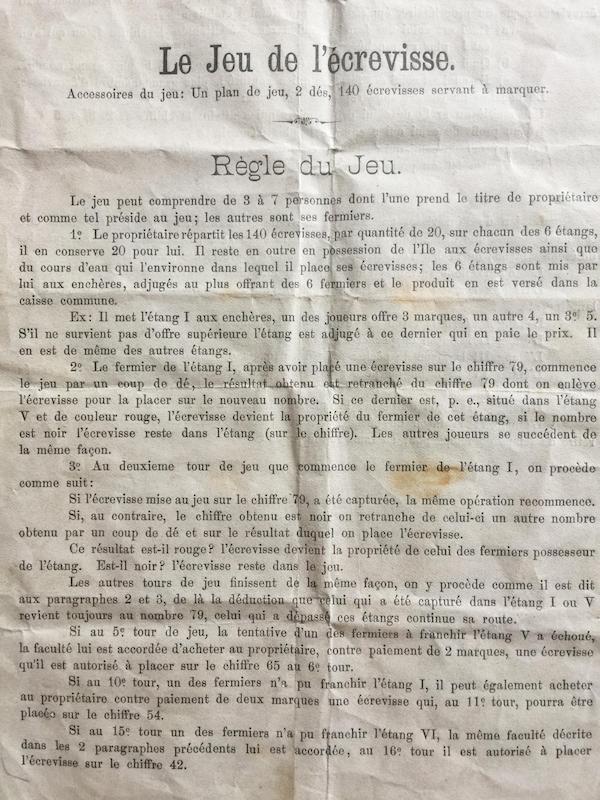 Le Jeu de l'écrevisse.
Accessoires du jeu: Un plan de jeu, 2 dés, 140 écrevisses servant à marquer.
Règle du Jeu.
Le jeu peut comprendre de 3 à 7 personnes dont l'une prend le titre de propriétaire
et comme tel préside au jeu; les autres sont ses fermiers.
1º Le propriétaire répartit les 140 écrevisses, par quantité de 20, sur chacun des 6 étangs,
il en conserve 20 pour lui. Il reste en outre en possession de l'Ile aux écrevisses ainsi que
du cours d'eau qui l'environne dans lequel il place ses écrevisses; les 6 étangs sont mis par
lui aux enchères, adjugés au plus offrant des 6 fermiers et le produit en est versé dans la
caisse commune.
Ex: Il met l'étang I aux enchères, un des joueurs offre 3 marques, un autre 4, un 3º 5.
S'il ne survient pas d'offre supérieure l'étang est adjugé à ce dernier qui en paie le prix. Il
en est de même des autres étangs.
2º Le fermier de l'étang I, après avoir placé une écrevisse sur le chiffre 79, commence
le jeu par un coup de dé, le résultat obtenu est retranché du chiffre 79 dont on enlève
l'écrevisse pour la placer sur le nouveau nombre. Si ce dernier est, p. e., situé dans l'étang
V et de couleur rouge, l'écrevisse devient la propriété du fermier de cet étang, si le nombre
est noir l'écrevisse reste dans l'étang (sur le chiffre). Les autres joueurs se succédent de
la même façon.
3º Au deuxieme tour de jeu que commence le fermier de l'étang I, on procède
comme suit:
Si l'écrevisse mise au jeu sur le chiffre 79, a été capturée, la même opération recommence.
Si, au contraire, le chiffre obtenu est noir on retranche de celui-ci un autre nombre
obtenu par un coup de dé et sur le résultat duquel on place l'écrevisse.
Ce résultat est-il rouge? l'écrevisse devient la propriété de celui des fermiers possesseur
de l'étang. Est-il noir? l'écrevisse reste dans le jeu.
Les autres tours de jeu finissent de la même façon, on y procède comme il est dit
aux paragraphes 2 et 3, de là la déduction que celui qui a été capturé dans l'étang I ou V
revient toujours au nombre 79, celui qui a dépassé ces étangs continue sa route.
Si au 5º tour de jeu, la tentative d'un des fermiers à franchir l'étang V a échoué,
la faculté lui est accordée d'acheter au propriétaire, contre paiement de 2 marques, une écrevisse
qu'il est autorisé à placer sur le chiffre 65 au 6º tour.
Si au 10º tour, un des fermiers n'a pu franchir l'étang I, il peut également acheter
au propriétaire contre paiement de deux marques une écrevisse qui, au 11º tour, pourra être
placée sur le chiffre 54.
Si au 15º tour un des fermiers n'a pu franchir l'étang VI, la même faculté décrite
dans les 2 paragraphes précédents lui est accordée, au 16º tour il est autorisé à placer
l'écrevisse sur le chiffre 42.